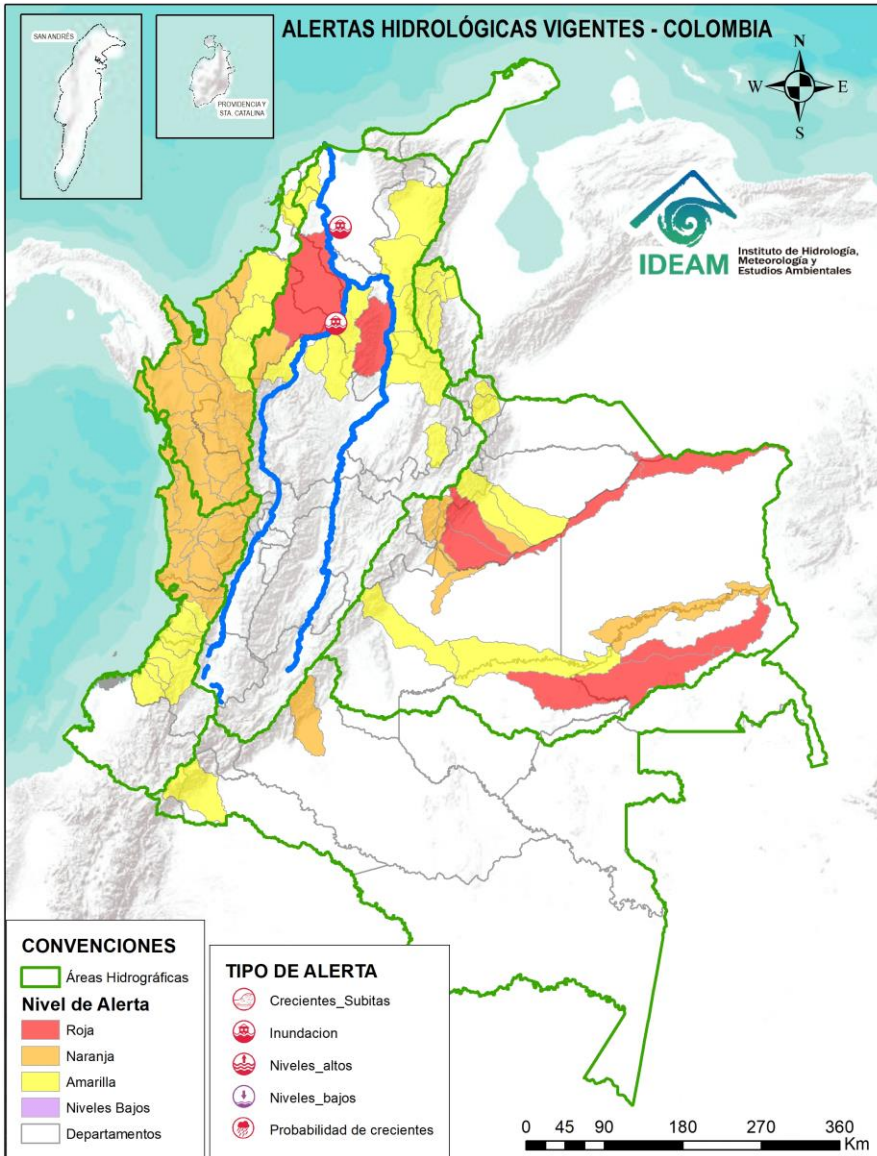 ALERTAS HIDROLÓGICAS VIGENTES - COLOMBIA
SAN ANDRÉS
PROVIDENCIA Y
STA. CATALINA
N
W
E
S
IDEAM
Instituto de Hidrología,
Meteorología y
Estudios Ambientales
CONVENCIONES
Áreas Hidrográficas
Nivel de Alerta
Roja
Naranja
Amarilla
Niveles Bajos
Departamentos
TIPO DE ALERTA
Crecientes_Subitas
Inundacion
Niveles_altos
Niveles_bajos
Probabilidad de crecientes
0 45 90 180 270 360
Km